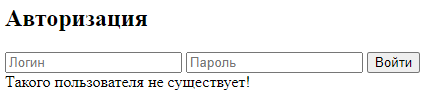 Авторизация
Логин Пароль Войти
Такого пользователя не существует!